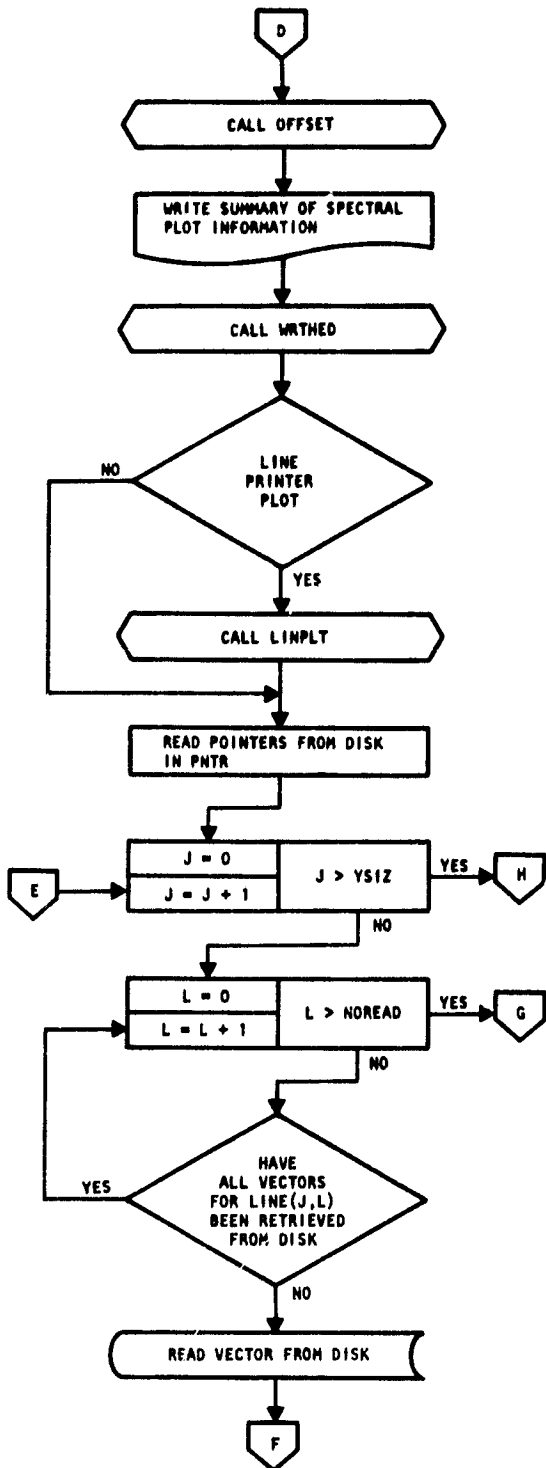 D
CALL OFFSET
WRITE SUMMARY OF SPECTRAL
PLOT INFORMATION
CALL WRTHED
LINE
PRINTER
PLOT
NO
YES
CALL LINPLT
READ POINTERS FROM DISK
IN PNTR
J = 0
J = J + 1
J > YSIZ
YES
H
E
NO
L = 0
L = L + 1
L > NOREAD
YES
G
NO
HAVE
ALL VECTORS
FOR LINE(J,L)
BEEN RETRIEVED
FROM DISK
YES
NO
READ VECTOR FROM DISK
F